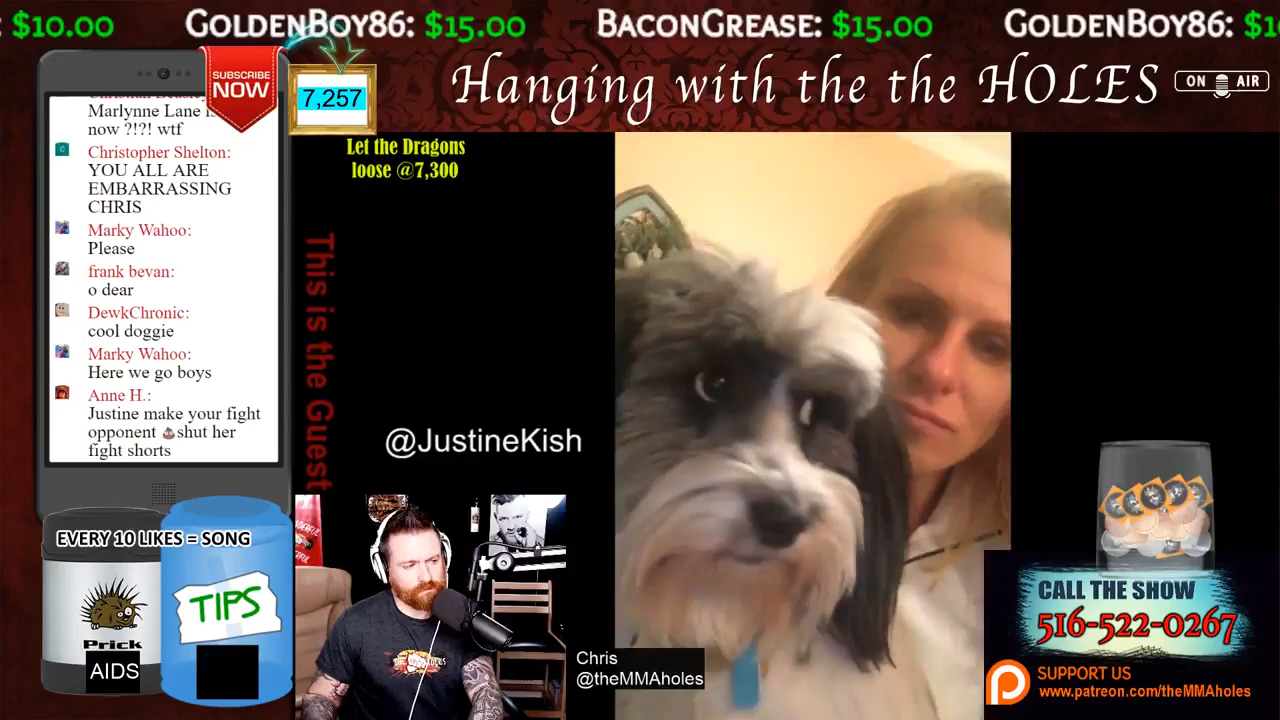 : $10.00 GOLDENBOY86: $15.00 BACONGREASE: $15.00 GOLDENBOY86: $1
SUBSCRIBE
NOW
7,257
Hanging with the the HOLES
ON AIR
Let the Dragons
loose @7,300
Marlynne Lane is
now ?!?! wtf
Christopher Shelton:
YOU ALL ARE
EMBARRASSING
CHRIS
Marky Wahoo:
Please
frank bevan:
o dear
DewkChronic:
cool doggie
Marky Wahoo:
Here we go boys
Anne H.:
Justine make your fight
opponent 💩shut her
fight shorts
This is the Guest
@JustineKish
EVERY 10 LIKES = SONG
Prick
AIDS
TIPS
Chris
@theMMAholes
CALL THE SHOW
516-522-0267
SUPPORT US
www.patreon.com/theMMAholes